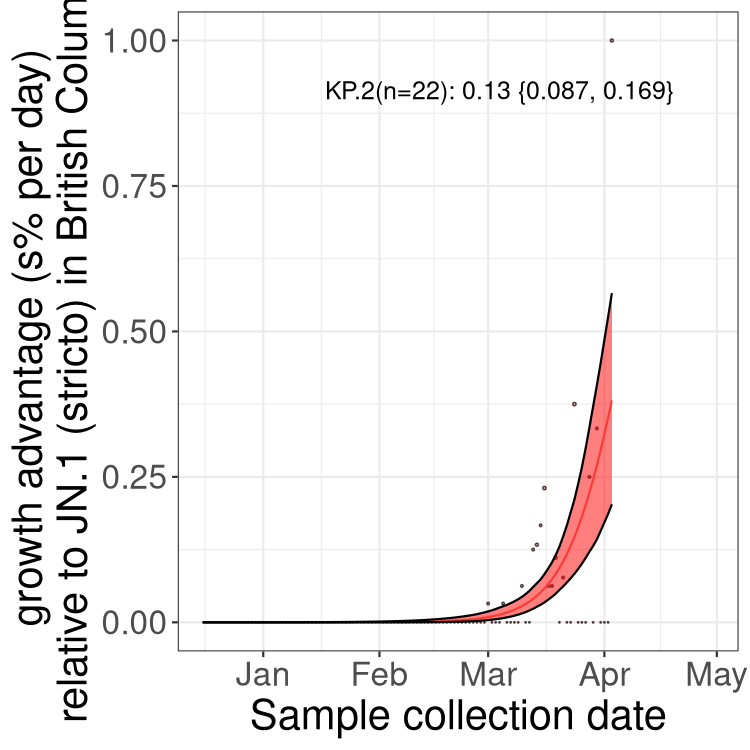 growth advantage (s% per day)
relative to JN.1 (stricto) in British Colum
1.00
0.75
0.50
0.25
0.00
KP.2(n=22): 0.13 {0.087, 0.169}
Jan Feb Mar Apr May
Sample collection date